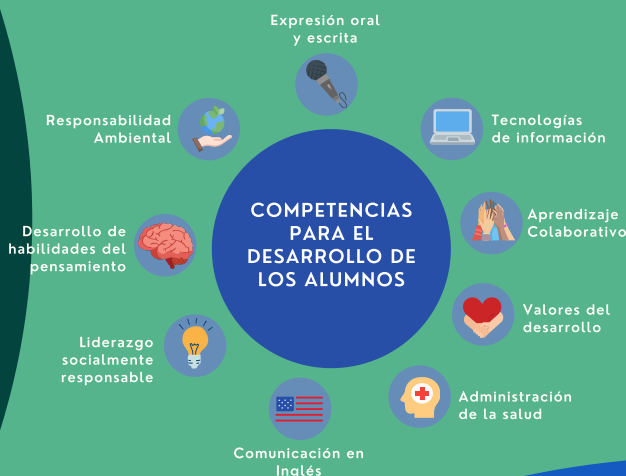 Expresión oral
y escrita
Tecnologías
de información
Aprendizaje
Colaborativo
Valores del
desarrollo
Administración
de la salud
Comunicación en
Inglés
Liderazgo
socialmente
responsable
Desarrollo de
habilidades del
pensamiento
Responsabilidad
Ambiental
COMPETENCIAS
PARA EL
DESARROLLO DE
LOS ALUMNOS